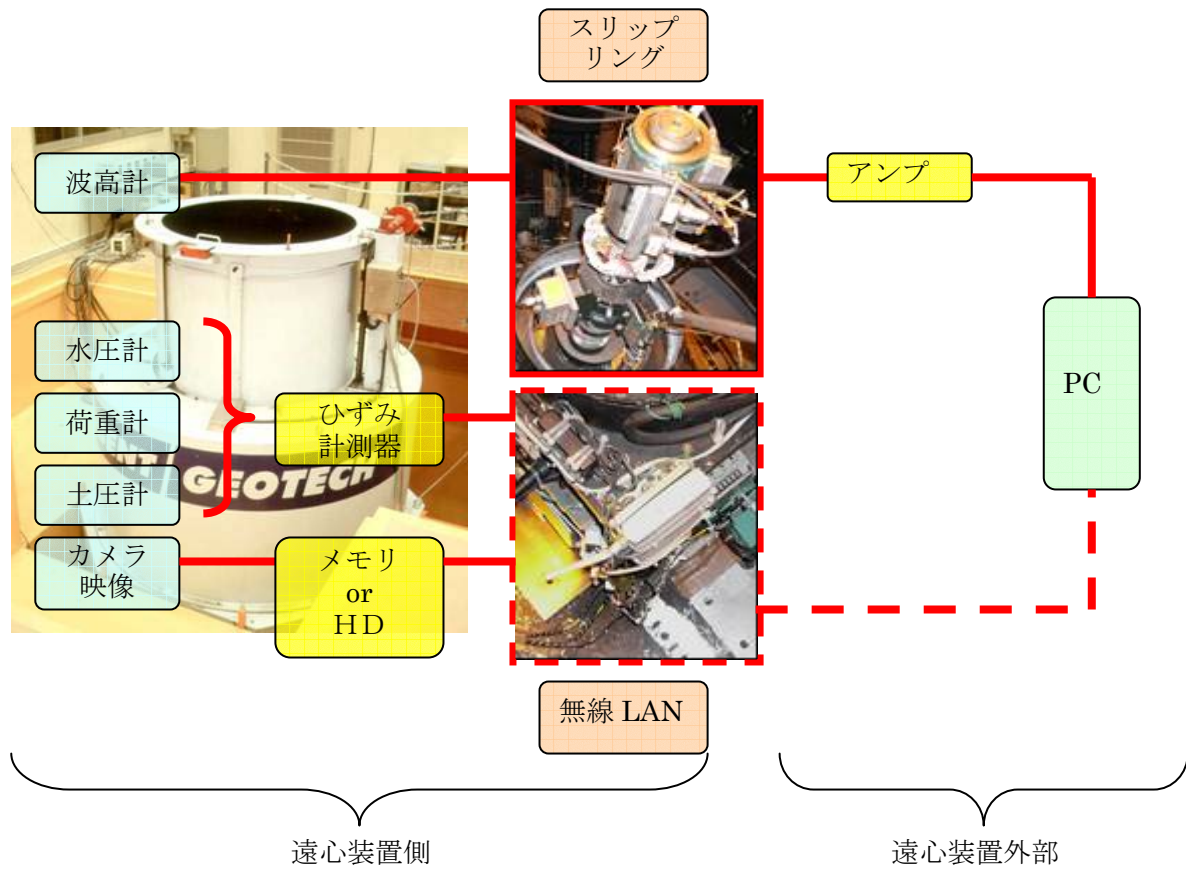 スリップ
リング
波高計
アンプ
水圧計
荷重計
土圧計
ひずみ
計測器
GEOTECH
カメラ
映像
メモリ
or
ＨＤ
PC
無線 LAN
遠心装置側
遠心装置外部